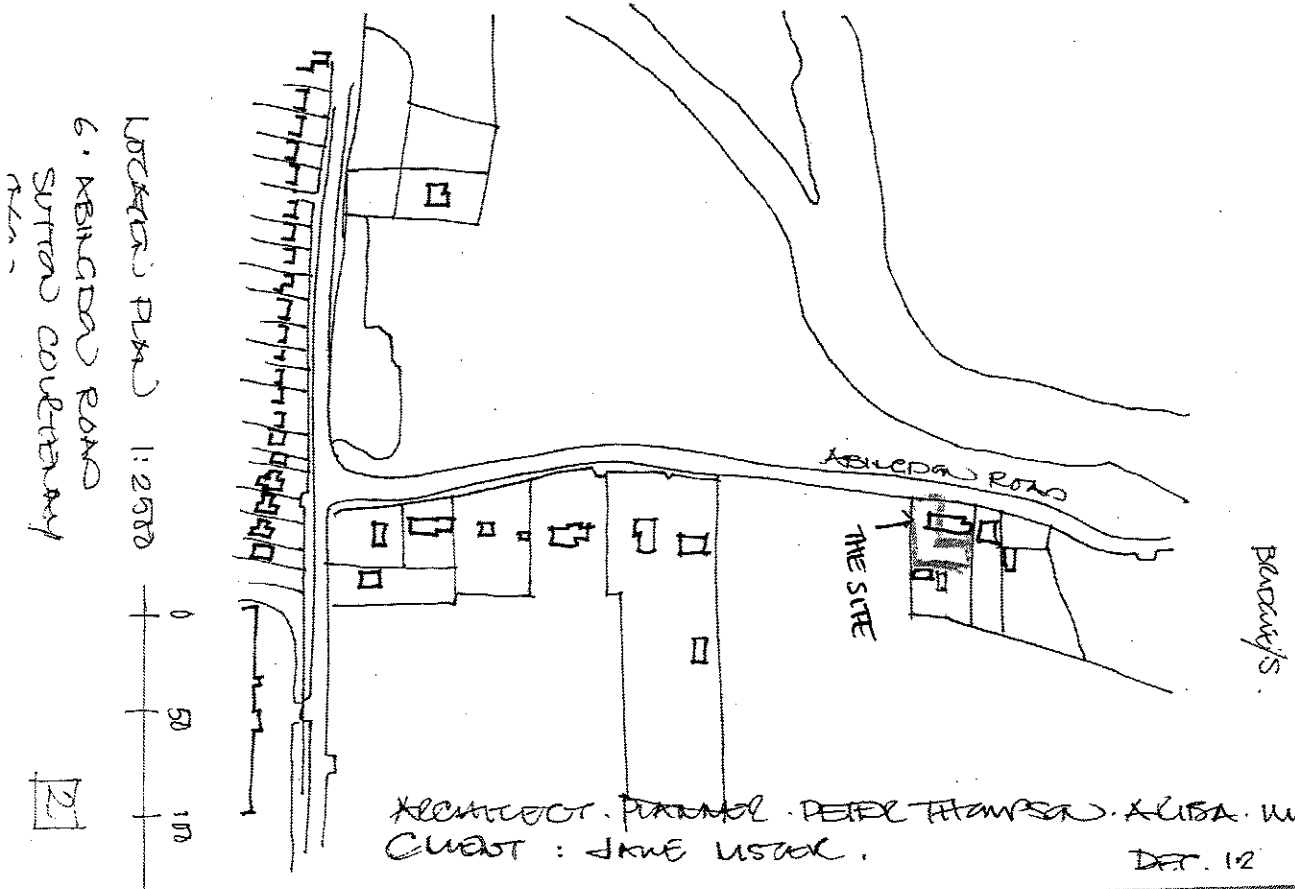 LOCATION PLAN 1:2500
6. ABINGDON ROAD
SUTTON COURTENAY
0 50 100
2
ABINGDON ROAD
THE SITE
ARCHITECT. PLANNER. PETER THOMPSON. ARIBA.
CLIENT : JANE LISTER.
12